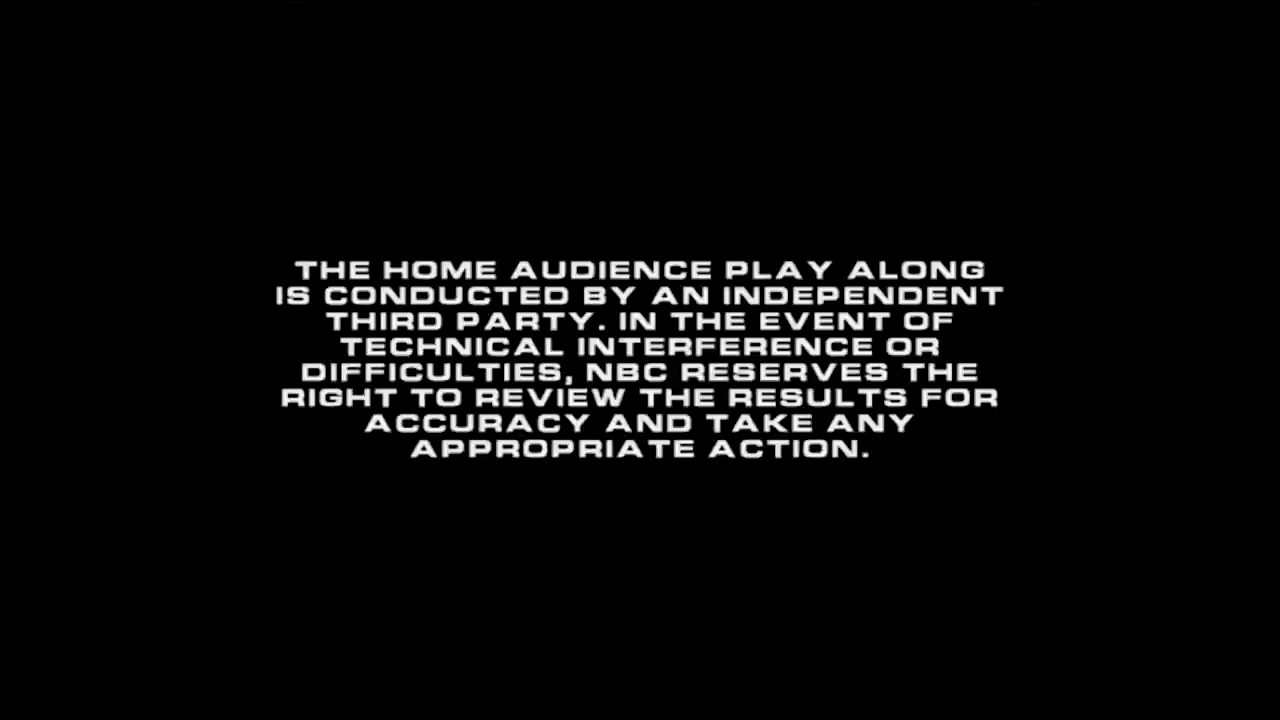 THE HOME AUDIENCE PLAY ALONG
IS CONDUCTED BY AN INDEPENDENT
THIRD PARTY. IN THE EVENT OF
TECHNICAL INTERFERENCE OR
DIFFICULTIES, NBC RESERVES THE
RIGHT TO REVIEW THE RESULTS FOR
ACCURACY AND TAKE ANY
APPROPRIATE ACTION.